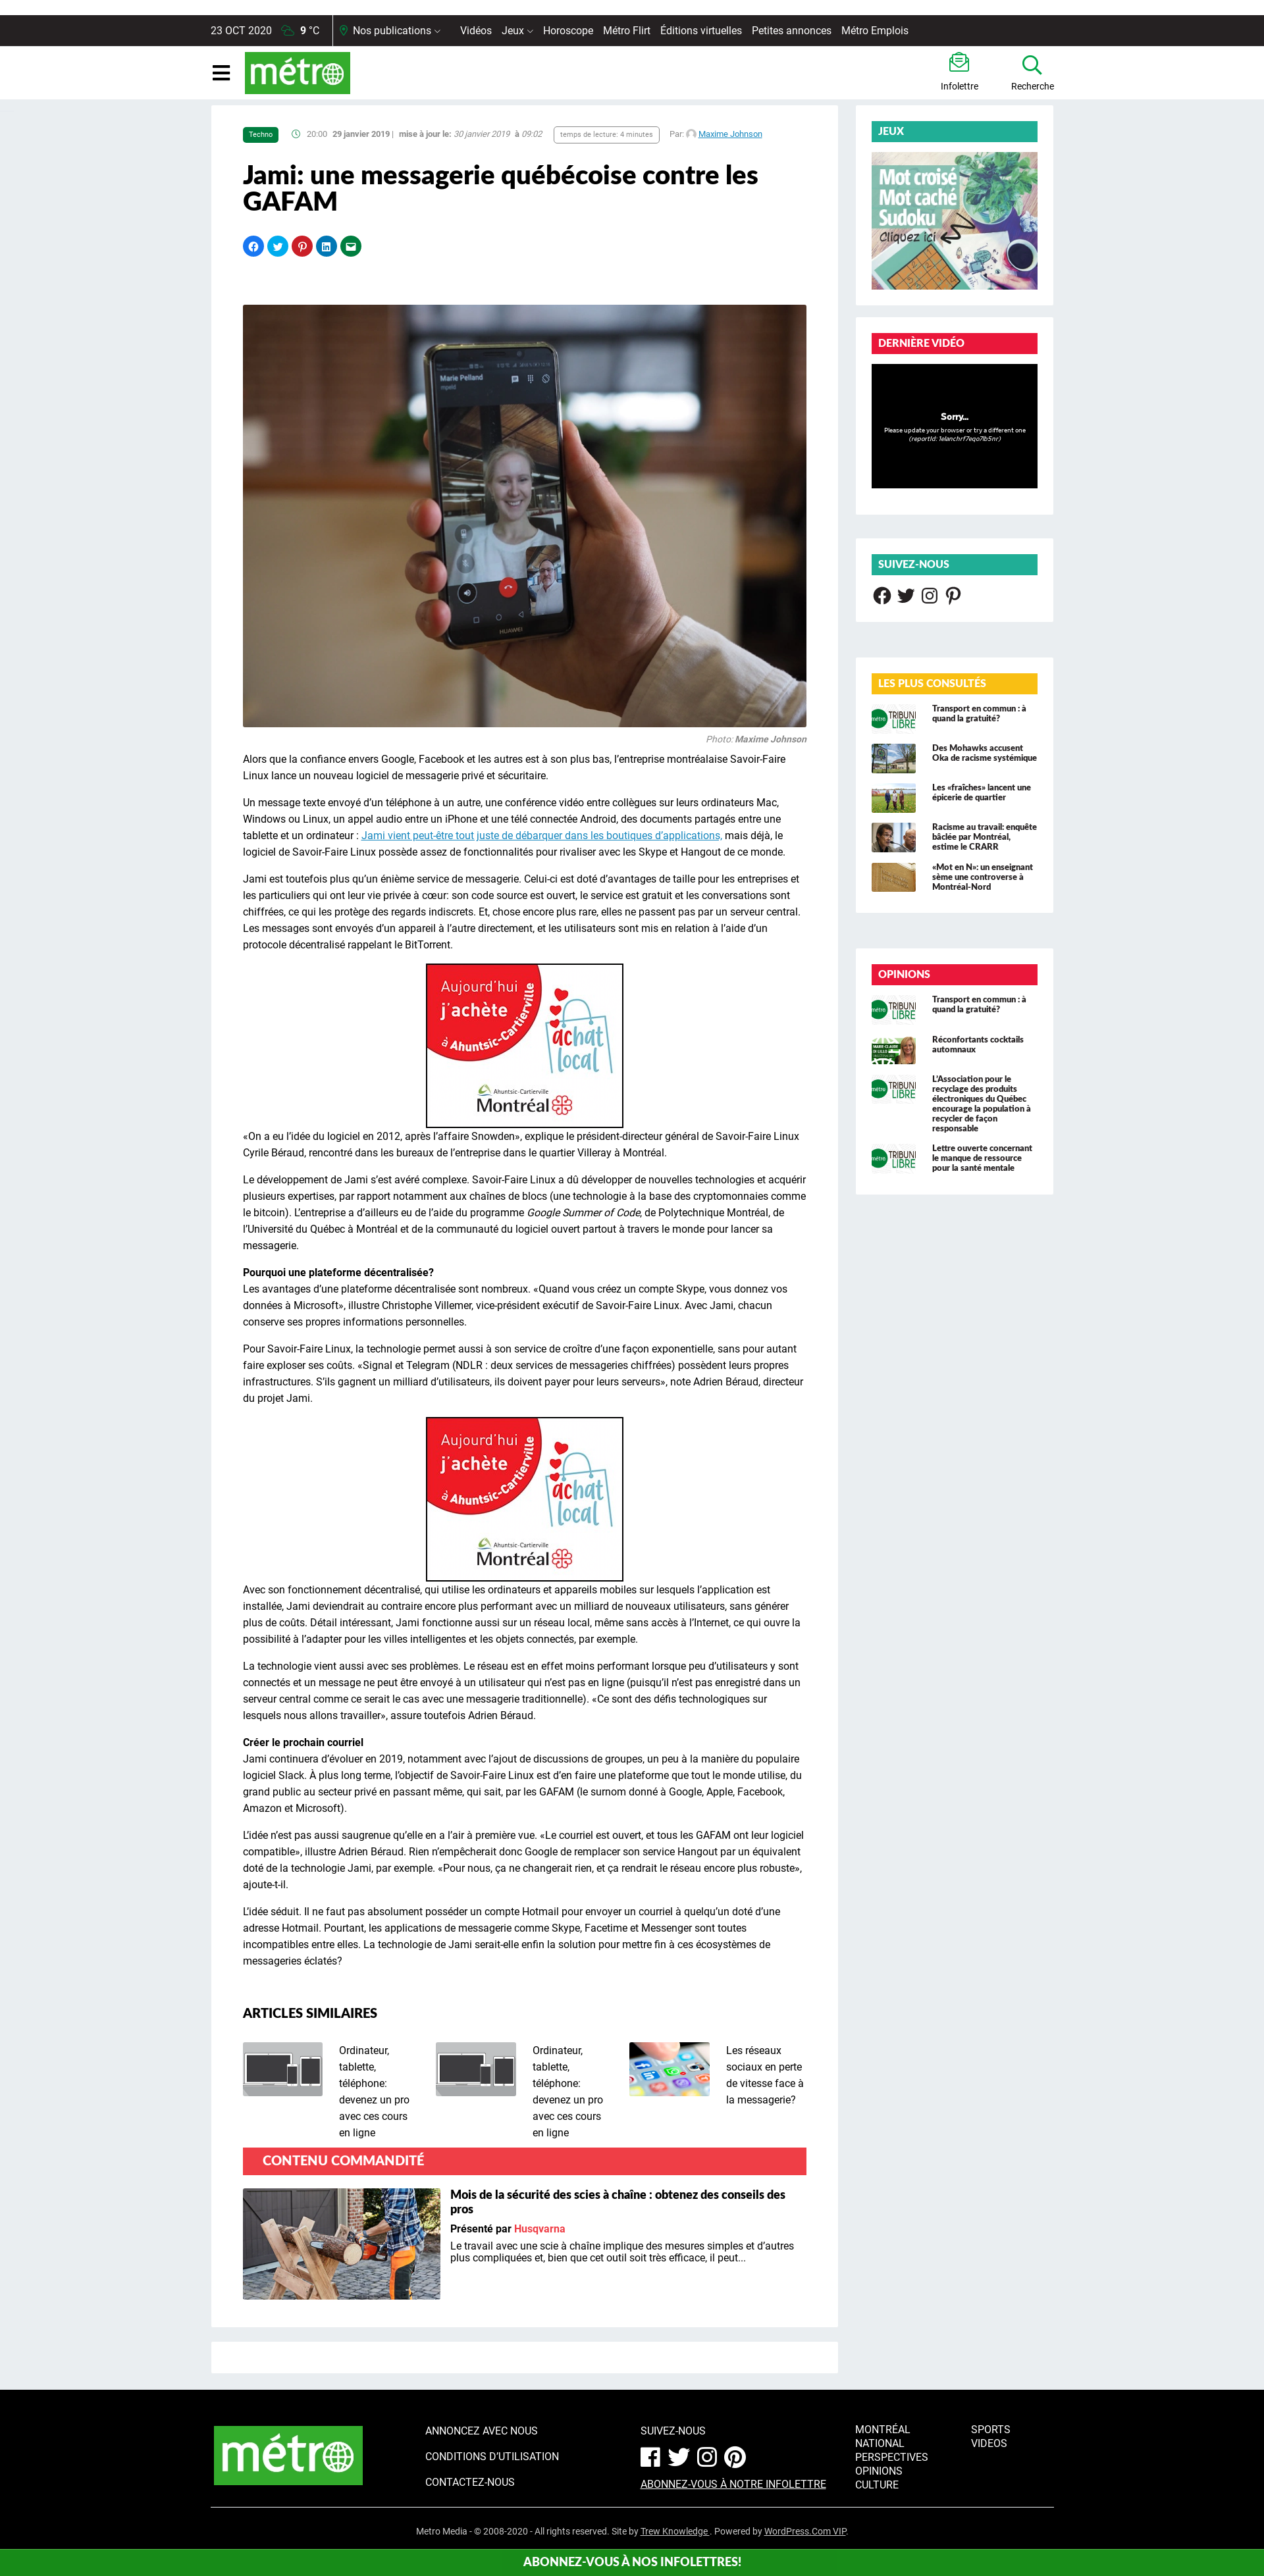 23 OCT 2020
9 °C
Nos publications
Vidéos
Jeux
Horoscope
Métro Flirt
Éditions virtuelles
Petites annonces
Métro Emplois
métro
Infolettre
Recherche
Techno
20:00 29 janvier 2019 | mise à jour le: 30 janvier 2019 à 09:02
temps de lecture: 4 minutes
Par: Maxime Johnson
Jami: une messagerie québécoise contre les
GAFAM
Marie Pelland
mpelld
HUAWEI
Photo: Maxime Johnson
Alors que la confiance envers Google, Facebook et les autres est à son plus bas, l’entreprise montréalaise Savoir-Faire
Linux lance un nouveau logiciel de messagerie privé et sécuritaire.
Un message texte envoyé d’un téléphone à un autre, une conférence vidéo entre collègues sur leurs ordinateurs Mac,
Windows ou Linux, un appel audio entre un iPhone et une télé connectée Android, des documents partagés entre une
tablette et un ordinateur : Jami vient peut-être tout juste de débarquer dans les boutiques d’applications, mais déjà, le
logiciel de Savoir-Faire Linux possède assez de fonctionnalités pour rivaliser avec les Skype et Hangout de ce monde.
Jami est toutefois plus qu’un énième service de messagerie. Celui-ci est doté d’avantages de taille pour les entreprises et
les particuliers qui ont leur vie privée à cœur: son code source est ouvert, le service est gratuit et les conversations sont
chiffrées, ce qui les protège des regards indiscrets. Et, chose encore plus rare, elles ne passent pas par un serveur central.
Les messages sont envoyés d’un appareil à l’autre directement, et les utilisateurs sont mis en relation à l’aide d’un
protocole décentralisé rappelant le BitTorrent.
Aujourd’hui
j’achète
à Ahuntsic-Cartierville
achat
local
Ahuntsic-Cartierville
Montréal
«On a eu l’idée du logiciel en 2012, après l’affaire Snowden», explique le président-directeur général de Savoir-Faire Linux
Cyrile Béraud, rencontré dans les bureaux de l’entreprise dans le quartier Villeray à Montréal.
Le développement de Jami s’est avéré complexe. Savoir-Faire Linux a dû développer de nouvelles technologies et acquérir
plusieurs expertises, par rapport notamment aux chaînes de blocs (une technologie à la base des cryptomonnaies comme
le bitcoin). L’entreprise a d’ailleurs eu de l’aide du programme Google Summer of Code, de Polytechnique Montréal, de
l’Université du Québec à Montréal et de la communauté du logiciel ouvert partout à travers le monde pour lancer sa
messagerie.
Pourquoi une plateforme décentralisée?
Les avantages d’une plateforme décentralisée sont nombreux. «Quand vous créez un compte Skype, vous donnez vos
données à Microsoft», illustre Christophe Villemer, vice-président exécutif de Savoir-Faire Linux. Avec Jami, chacun
conserve ses propres informations personnelles.
Pour Savoir-Faire Linux, la technologie permet aussi à son service de croître d’une façon exponentielle, sans pour autant
faire exploser ses coûts. «Signal et Telegram (NDLR : deux services de messageries chiffrées) possèdent leurs propres
infrastructures. S’ils gagnent un milliard d’utilisateurs, ils doivent payer pour leurs serveurs», note Adrien Béraud, directeur
du projet Jami.
Aujourd’hui
j’achète
à Ahuntsic-Cartierville
achat
local
Ahuntsic-Cartierville
Montréal
Avec son fonctionnement décentralisé, qui utilise les ordinateurs et appareils mobiles sur lesquels l’application est
installée, Jami deviendrait au contraire encore plus performant avec un milliard de nouveaux utilisateurs, sans générer
plus de coûts. Détail intéressant, Jami fonctionne aussi sur un réseau local, même sans accès à l’Internet, ce qui ouvre la
possibilité à l’adapter pour les villes intelligentes et les objets connectés, par exemple.
La technologie vient aussi avec ses problèmes. Le réseau est en effet moins performant lorsque peu d’utilisateurs y sont
connectés et un message ne peut être envoyé à un utilisateur qui n’est pas en ligne (puisqu’il n’est pas enregistré dans un
serveur central comme ce serait le cas avec une messagerie traditionnelle). «Ce sont des défis technologiques sur
lesquels nous allons travailler», assure toutefois Adrien Béraud.
Créer le prochain courriel
Jami continuera d’évoluer en 2019, notamment avec l’ajout de discussions de groupes, un peu à la manière du populaire
logiciel Slack. À plus long terme, l’objectif de Savoir-Faire Linux est d’en faire une plateforme que tout le monde utilise, du
grand public au secteur privé en passant même, qui sait, par les GAFAM (le surnom donné à Google, Apple, Facebook,
Amazon et Microsoft).
L’idée n’est pas aussi saugrenue qu’elle en a l’air à première vue. «Le courriel est ouvert, et tous les GAFAM ont leur logiciel
compatible», illustre Adrien Béraud. Rien n’empêcherait donc Google de remplacer son service Hangout par un équivalent
doté de la technologie Jami, par exemple. «Pour nous, ça ne changerait rien, et ça rendrait le réseau encore plus robuste»,
ajoute-t-il.
L’idée séduit. Il ne faut pas absolument posséder un compte Hotmail pour envoyer un courriel à quelqu’un doté d’une
adresse Hotmail. Pourtant, les applications de messagerie comme Skype, Facetime et Messenger sont toutes
incompatibles entre elles. La technologie de Jami serait-elle enfin la solution pour mettre fin à ces écosystèmes de
messageries éclatés?
ARTICLES SIMILAIRES
Ordinateur,
tablette,
téléphone:
devenez un pro
avec ces cours
en ligne
Ordinateur,
tablette,
téléphone:
devenez un pro
avec ces cours
en ligne
Les réseaux
sociaux en perte
de vitesse face à
la messagerie?
CONTENU COMMANDITÉ
Mois de la sécurité des scies à chaîne : obtenez des conseils des
pros
Présenté par Husqvarna
Le travail avec une scie à chaîne implique des mesures simples et d’autres
plus compliquées et, bien que cet outil soit très efficace, il peut...
JEUX
Mot croisé
Mot caché
Sudoku
Cliquez ici
DERNIÈRE VIDÉO
Sorry...
Please update your browser or try a different one
(reportId: 1elanchrf7eqo7lb5nr)
SUIVEZ-NOUS
LES PLUS CONSULTÉS
métro TRIBUNE
LIBRE
Transport en commun : à
quand la gratuité?
Des Mohawks accusent
Oka de racisme systémique
Les «fraîches» lancent une
épicerie de quartier
Racisme au travail: enquête
bâclée par Montréal,
estime le CRARR
«Mot en N»: un enseignant
sème une controverse à
Montréal-Nord
OPINIONS
métro TRIBUNE
LIBRE
Transport en commun : à
quand la gratuité?
Réconfortants cocktails
automnaux
métro TRIBUNE
LIBRE
L’Association pour le
recyclage des produits
électroniques du Québec
encourage la population à
recycler de façon
responsable
métro TRIBUNE
LIBRE
Lettre ouverte concernant
le manque de ressource
pour la santé mentale
métro
ANNONCEZ AVEC NOUS
CONDITIONS D’UTILISATION
CONTACTEZ-NOUS
SUIVEZ-NOUS
ABONNEZ-VOUS À NOTRE INFOLETTRE
MONTRÉAL
NATIONAL
PERSPECTIVES
OPINIONS
CULTURE
SPORTS
VIDEOS
Metro Media - © 2008-2020 - All rights reserved. Site by Trew Knowledge . Powered by WordPress.Com VIP.
ABONNEZ-VOUS À NOS INFOLETTRES!